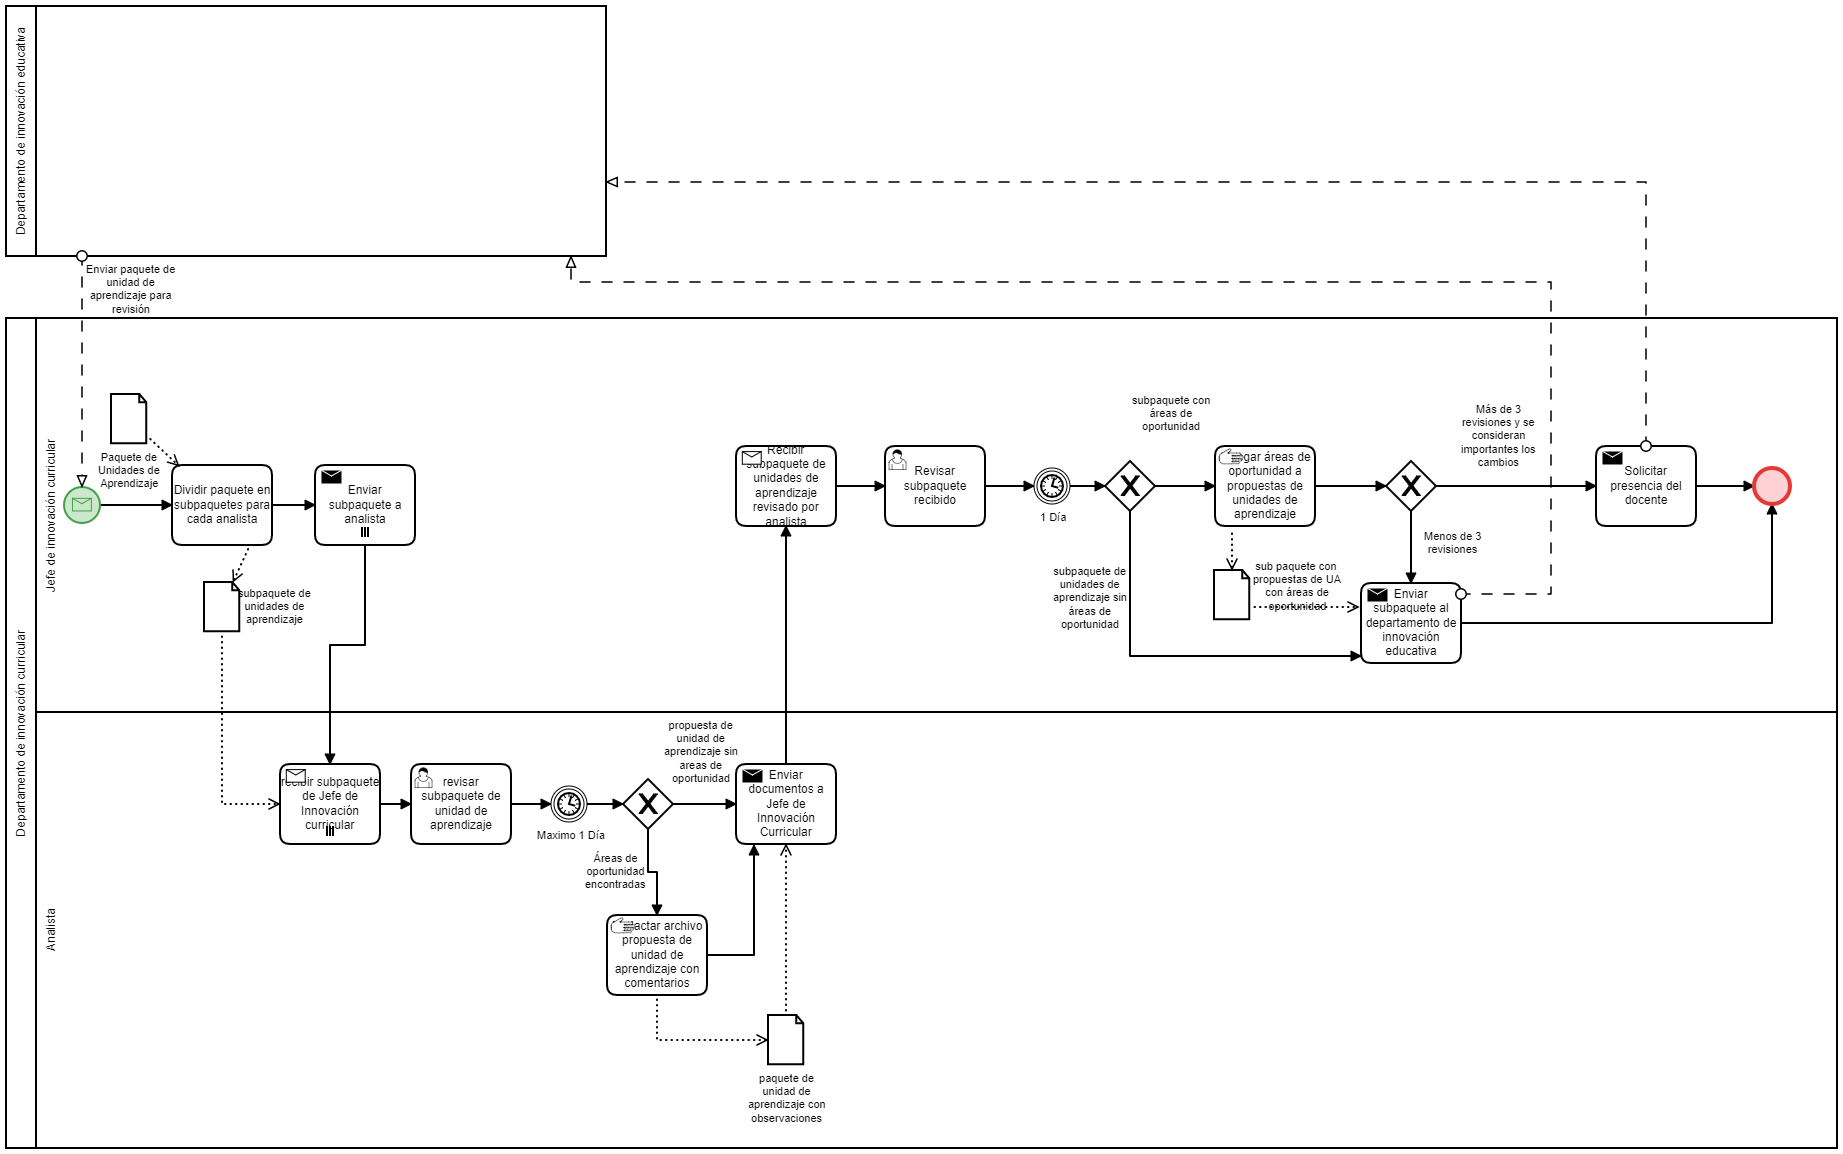 Departamento de innovación educativa
Enviar paquete de
unidad de
aprendizaje para
revisión
Departamento de innovación curricular
Jefe de innovación curricular
Paquete de
Unidades de
Aprendizaje
Dividir paquete en
subpaquetes para
cada analista
Enviar
subpaquete a
analista
subpaquete de
unidades de
aprendizaje
Recibir
subpaquete de
unidades de
aprendizaje
revisado por
analista
Revisar
subpaquete
recibido
1 Día
subpaquete con
áreas de
oportunidad
subpaquete de
unidades de
aprendizaje sin
áreas de
oportunidad
áreas de
oportunidad a
propuestas de
unidades de
aprendizaje
sub paquete con
propuestas de UA
con áreas de
oportunidad
Más de 3
revisiones y se
consideran
importantes los
cambios
Menos de 3
revisiones
Enviar
subpaquete al
departamento de
innovación
educativa
Solicitar
presencia del
docente
Analista
recibir subpaquete
de Jefe de
Innovación
curricular
revisar
subpaquete de
unidad de
aprendizaje
Maximo 1 Día
propuesta de
unidad de
aprendizaje sin
areas de
oportunidad
Áreas de
oportunidad
encontradas
Enviar
documentos a
Jefe de
Innovación
Curricular
archivo
propuesta de
unidad de
aprendizaje con
comentarios
paquete de
unidad de
aprendizaje con
observaciones